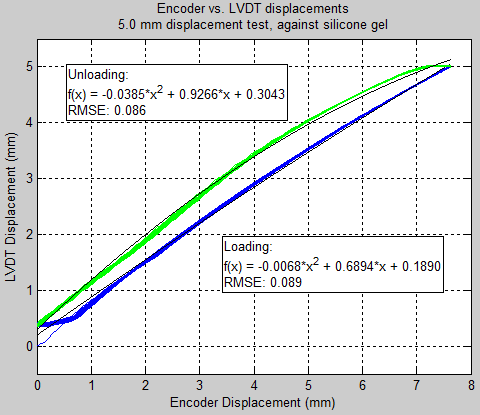 Encoder vs. LVDT displacements
5.0 mm displacement test, against silicone gel
Unloading:
f(x) = -0.0385*x^2 + 0.9266*x + 0.3043
RMSE: 0.086
Loading:
f(x) = -0.0068*x^2 + 0.6894*x + 0.1890
RMSE: 0.089
LVDT Displacement (mm)
5
4
3
2
1
0
0 1 2 3 4 5 6 7 8
Encoder Displacement (mm)